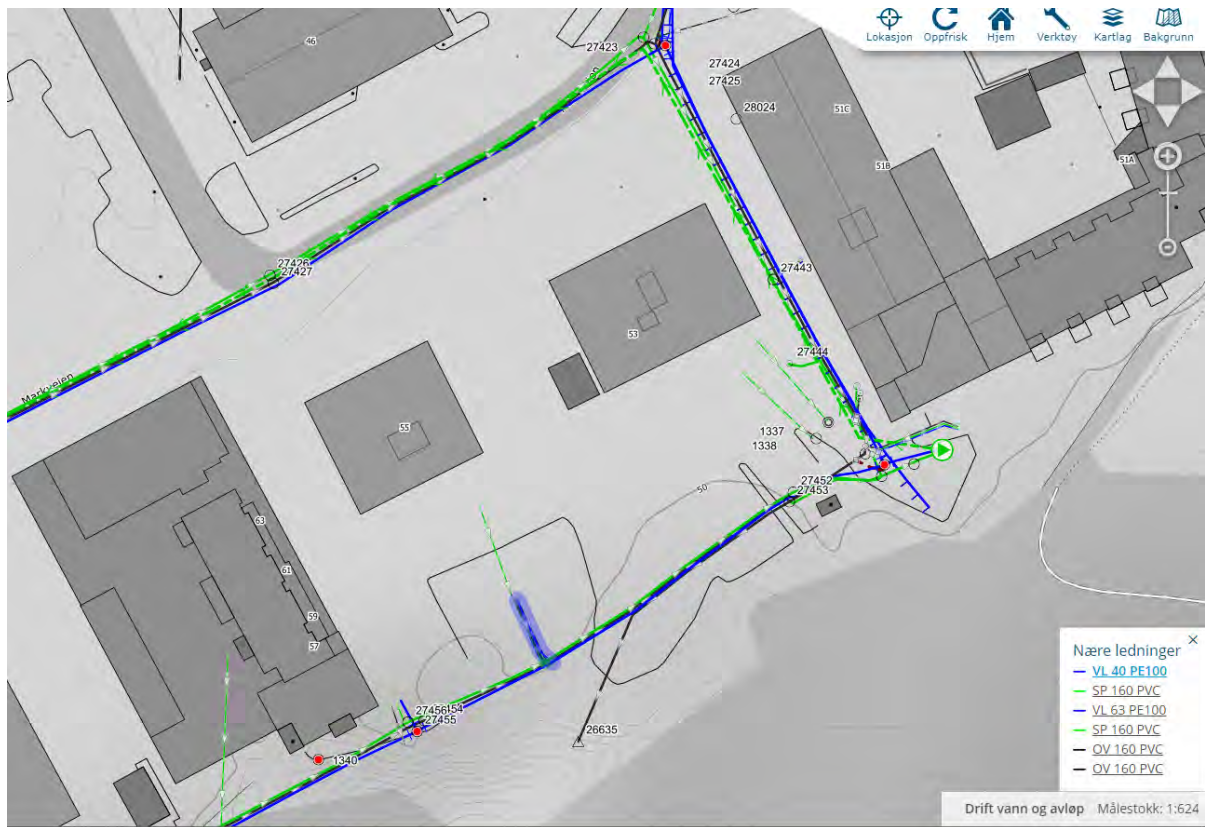 Lokasjon
Oppfrisk
Hjem
Verktøy
Kartlag
Bakgrunn
46
27423
27424
27425
28024
51C
51B
51A
27426
27427
27443
53
27444
Markveien
55
1337
1338
27452
27453
50
63
61
59
57
27456
54
27455
1340
26635
Nære ledninger
VL 40 PE100
SP 160 PVC
VL 63 PE100
SP 160 PVC
OV 160 PVC
OV 160 PVC
Drift vann og avløp Målestokk: 1:624